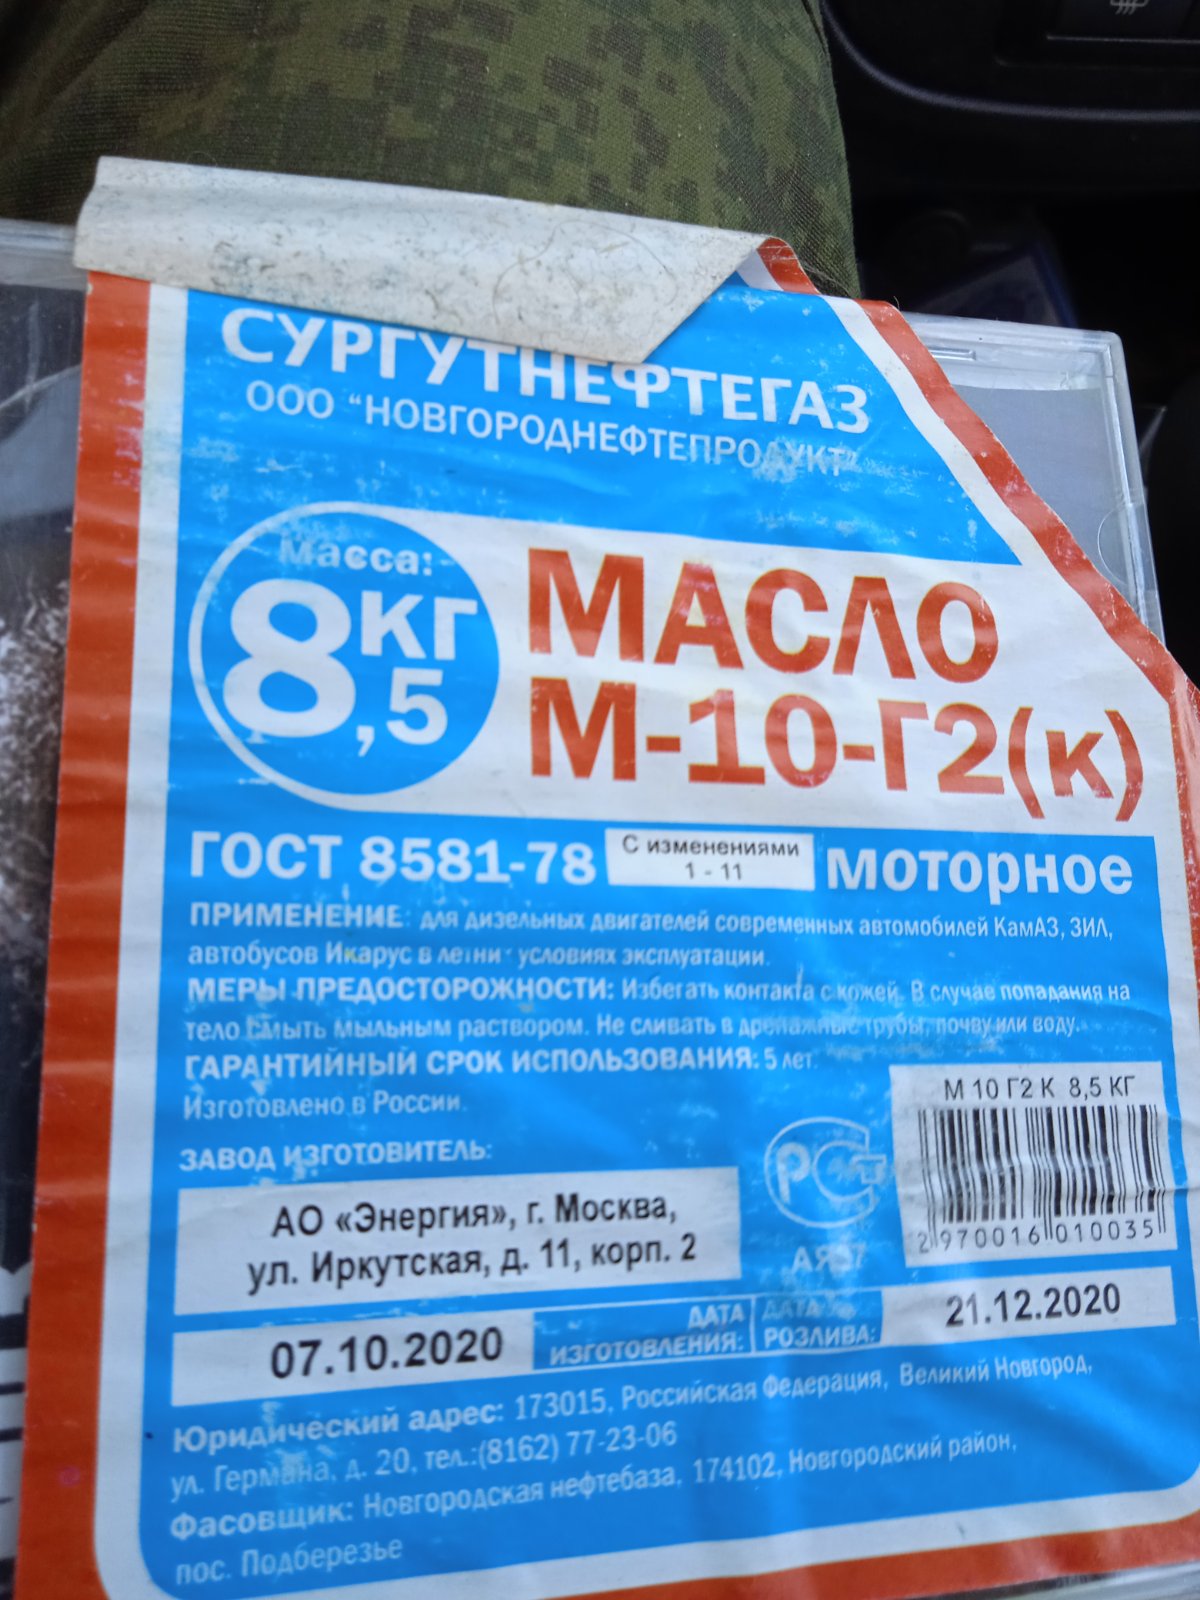 СУРГУТНЕФТЕГАЗ
ООО "НОВГОРОДНЕФТЕПРОДУКТ"
масса:
8,5 КГ
МАСЛО
М-10-Г2(к)
ГОСТ 8581-78 С изменениями 1 - 11 моторное
ПРИМЕНЕНИЕ: для дизельных двигателей современных автомобилей КамАЗ, ЗИЛ,
автобусов Икарус в летни условиях эксплуатации.
МЕРЫ ПРЕДОСТОРОЖНОСТИ: Избегать контакта с кожей. В случае попадания на
тело смыть мыльным раствором. Не сливать в дренажные трубы, почву или воду.
ГАРАНТИЙНЫЙ СРОК ИСПОЛЬЗОВАНИЯ: 5 лет.
Изготовлено в России.
М 10 Г2 К 8,5 КГ
2 970016 010035
ЗАВОД ИЗГОТОВИТЕЛЬ:
АО «Энергия», г. Москва,
ул. Иркутская, д. 11, корп. 2
РСТ
07.10.2020 ДАТА ИЗГОТОВЛЕНИЯ: ДАТА РОЗЛИВА: 21.12.2020
Юридический адрес: 173015, Российская Федерация, Великий Новгород,
ул. Германа, д. 20, тел.:(8162) 77-23-06
Фасовщик: Новгородская нефтебаза, 174102, Новгородский район,
пос. Подберезье